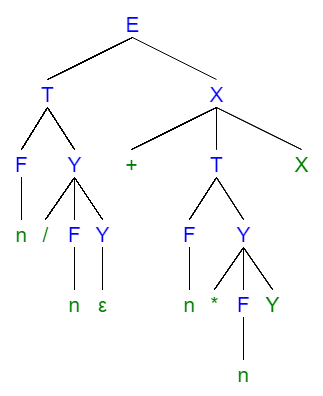 E
T X
F Y + T X
n / F Y F Y
n ε n * F Y
n